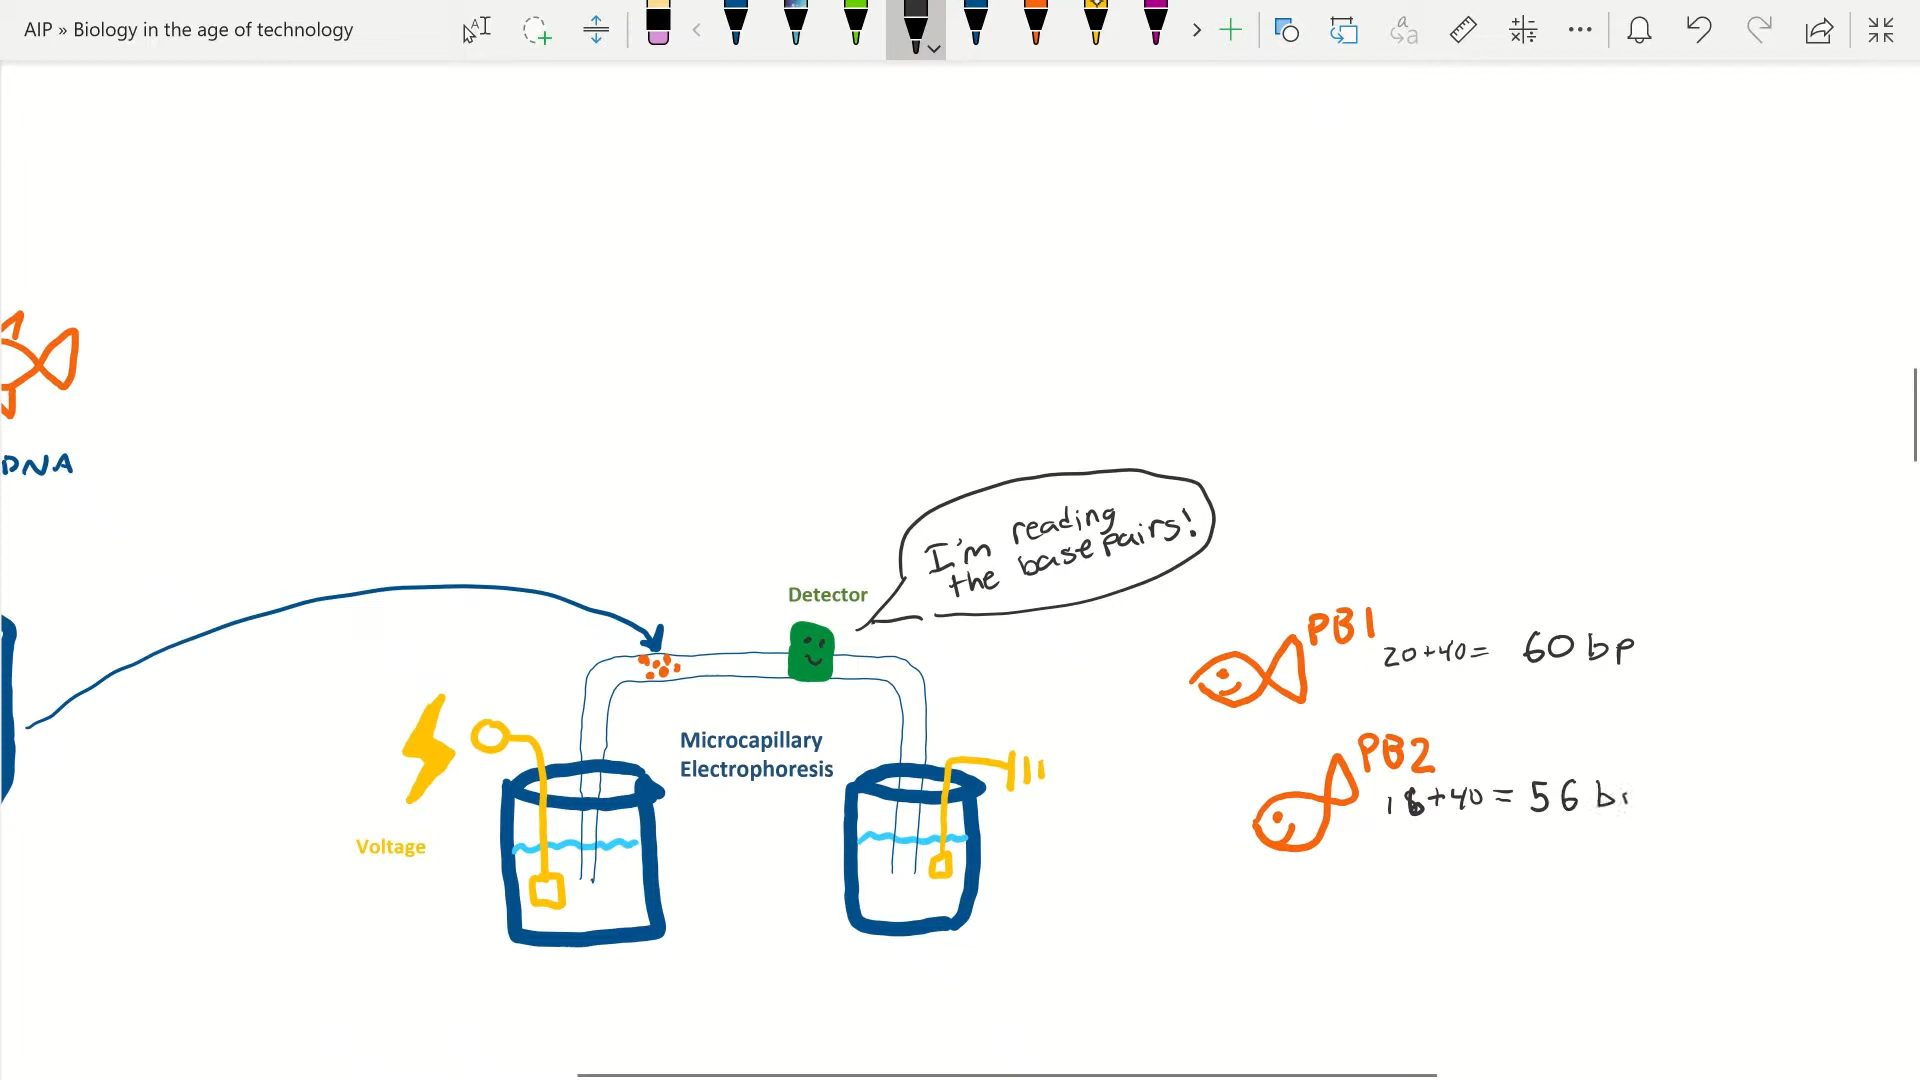 AIP » Biology in the age of technology
DNA
I'm reading
the base pairs!
Detector
PB1
20+40= 60 bp
Microcapillary
Electrophoresis
PB2
18+40 = 56 b
Voltage